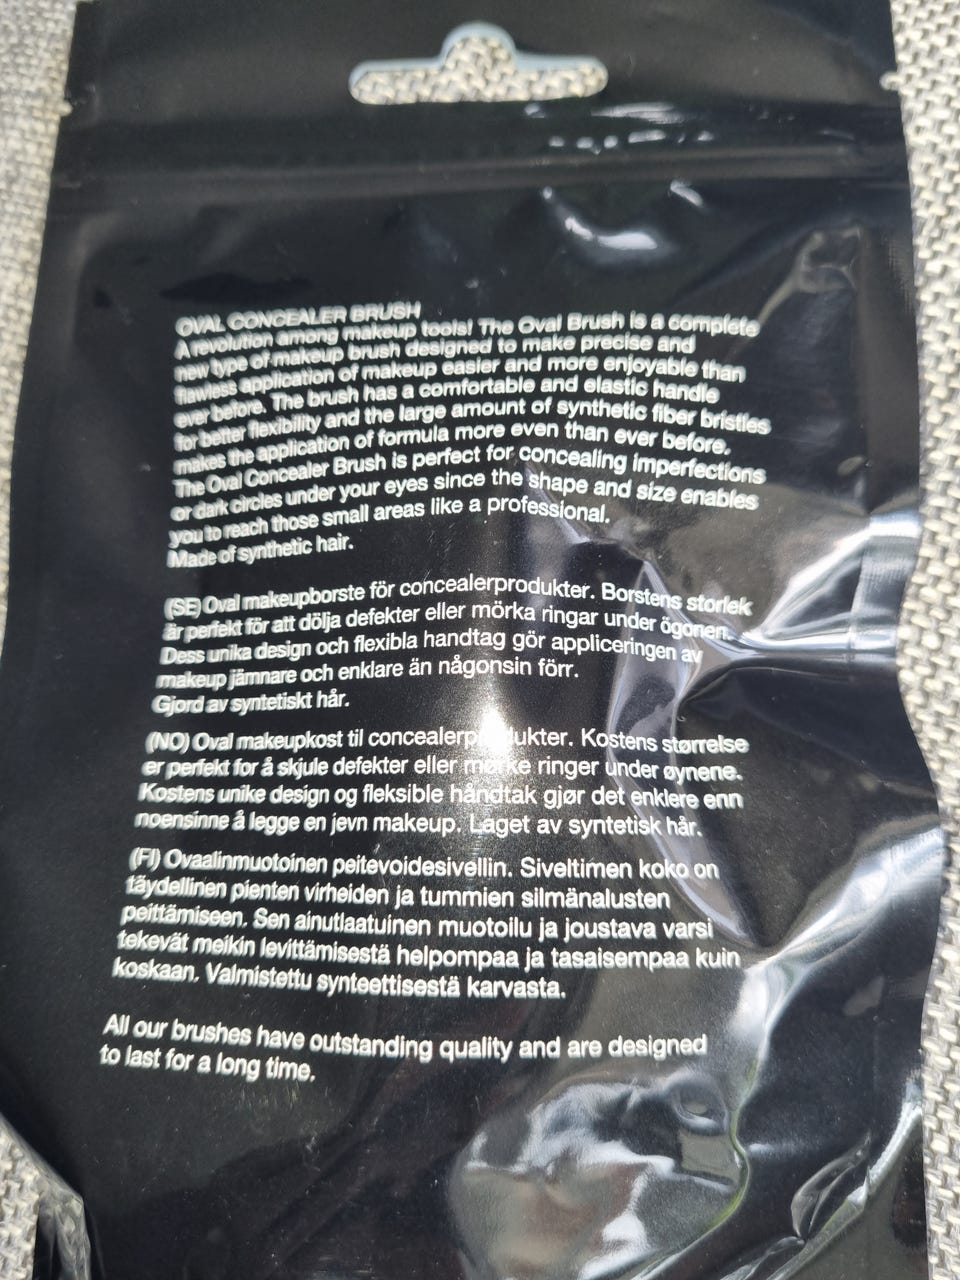 OVAL CONCEALER BRUSH
A revolution among makeup tools! The Oval Brush is a complete
new type of makeup brush designed to make precise and
flawless application of makeup easier and more enjoyable than
ever before. The brush has a comfortable and elastic handle
for better flexibility and the large amount of synthetic fiber bristles
makes the application of formula more even than ever before.
The Oval Concealer Brush is perfect for concealing imperfections
or dark circles under your eyes since the shape and size enables
you to reach those small areas like a professional.
Made of synthetic hair.
(SE) Oval makeupborste för concealerprodukter. Borstens storlek
är perfekt för att dölja defekter eller mörka ringar under ögonen.
Dess unika design och flexibla handtag gör appliceringen av
makeup jämnare och enklare än någonsin förr.
Gjord av syntetiskt hår.
(NO) Oval makeupkost til concealerprodukter. Kostens størrelse
er perfekt for å skjule defekter eller mørke ringer under øynene.
Kostens unike design og fleksible håndtak gjør det enklere enn
noensinne å legge en jevn makeup. Laget av syntetisk hår.
(FI) Ovaalinmuotoinen peitevoidesivellin. Siveltimen koko on
täydellinen pienten virheiden ja tummien silmänalusten
peittämiseen. Sen ainutlaatuinen muotoilu ja joustava varsi
tekevät meikin levittämisestä helpompaa ja tasaisempaa kuin
koskaan. Valmistettu synteettisestä karvasta.
All our brushes have outstanding quality and are designed
to last for a long time.